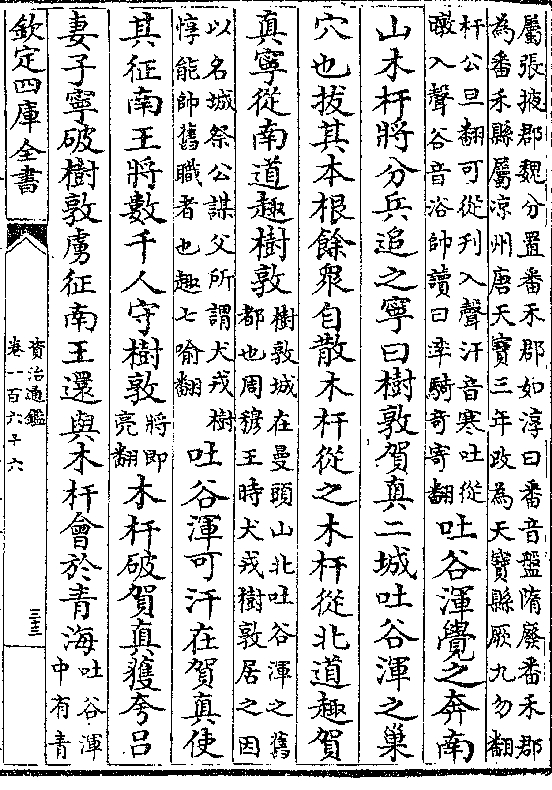 屬張掖郡魏分置番禾郡如淳曰番音盤隋廢番禾郡
為番禾縣屬涼州唐天寶三年改為天寶縣厥九勿翻
杆公旦翻可從刋入聲汗音寒吐從
暾入聲谷音浴帥讀曰率騎奇寄翻
吐谷渾覺之奔南
山木杆將分兵追之寧曰樹敦賀真二城吐谷渾之巢
穴也拔其本根餘衆自散木杆從之木杆從北道趣賀
真寧從南道趣樹敦
樹敦城在曼頭山北吐谷渾之舊
都也周穆王時犬戎樹敦居之因
以名城祭公謀父所謂犬戎樹
惇能帥舊職者也趣七喻翻
吐谷渾可汗在賀真使
其征南王將數千人守樹敦
將即
亮翻
木杆破賀真獲夸呂
妻子寧破樹敦虜征南王還與木杆會於青海
吐谷渾
中有青
欽定四庫全書
資治通鑑
卷一百六十六
三十三